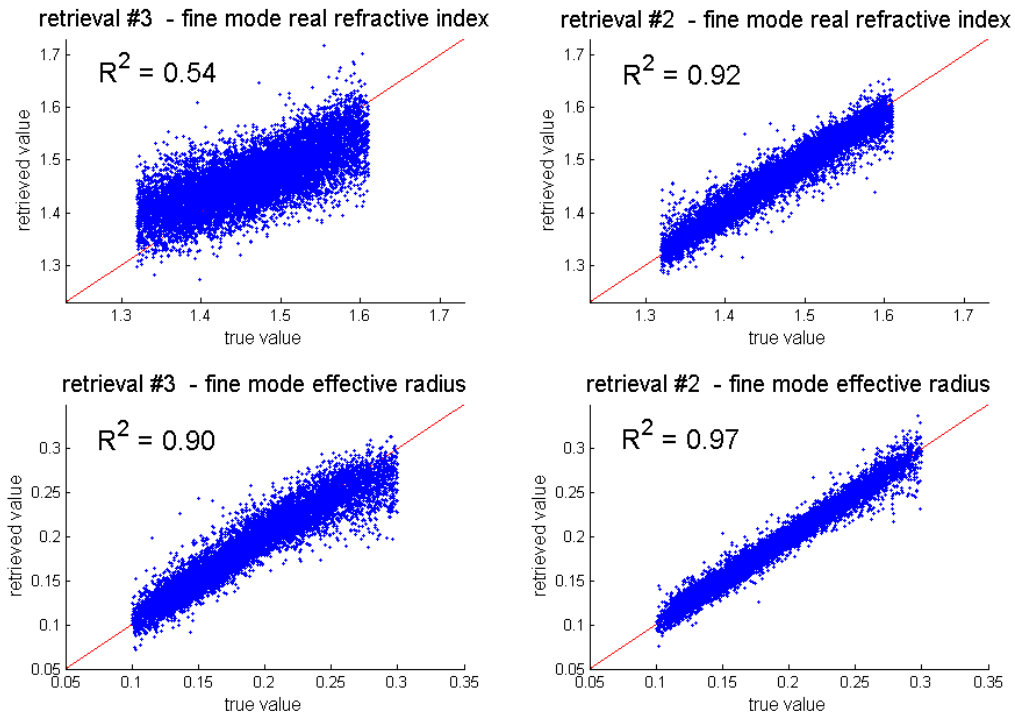 retrieval #3 - fine mode real refractive index
R² = 0.54
1.7
1.6
1.5
1.4
1.3
retrieved value
1.3 1.4 1.5 1.6 1.7
true value
retrieval #2 - fine mode real refractive index
R² = 0.92
1.7
1.6
1.5
1.4
1.3
retrieved value
1.3 1.4 1.5 1.6 1.7
true value
retrieval #3 - fine mode effective radius
R² = 0.90
0.3
0.25
0.2
0.15
0.1
0.05
retrieved value
0.05 0.1 0.15 0.2 0.25 0.3 0.35
true value
retrieval #2 - fine mode effective radius
R² = 0.97
0.3
0.25
0.2
0.15
0.1
0.05
retrieved value
0.05 0.1 0.15 0.2 0.25 0.3 0.35
true value